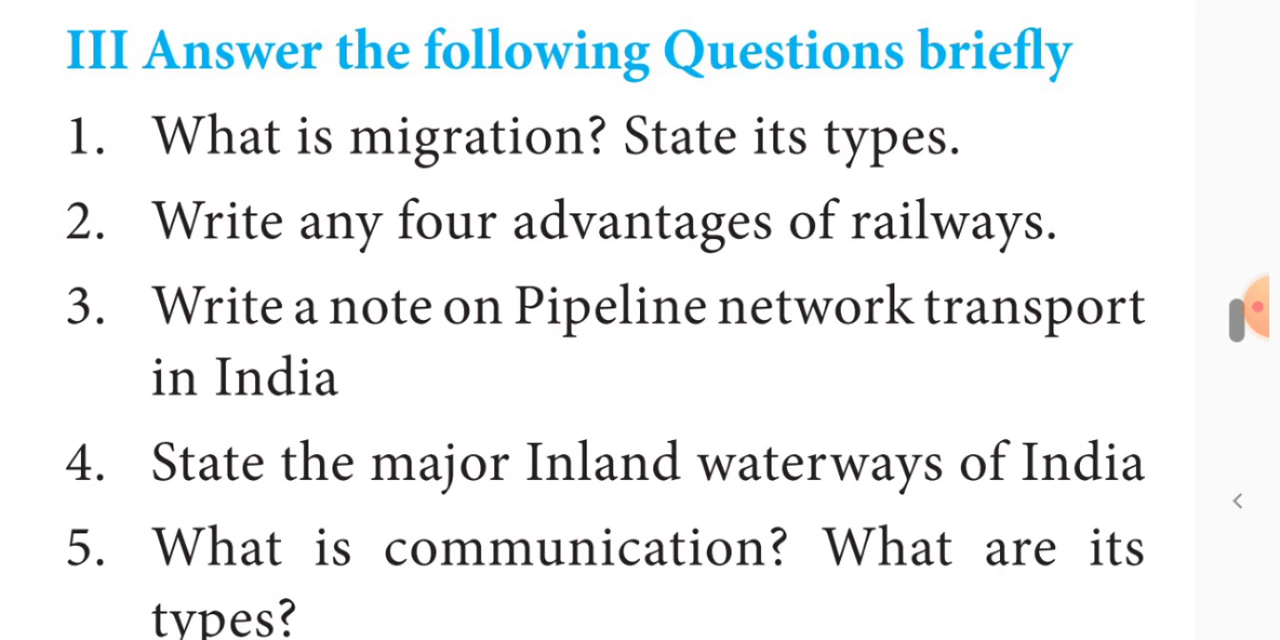 III Answer the following Questions briefly
1. What is migration? State its types.
2. Write any four advantages of railways.
3. Write a note on Pipeline network transport
in India
4. State the major Inland waterways of India
5. What is communication? What are its
types?